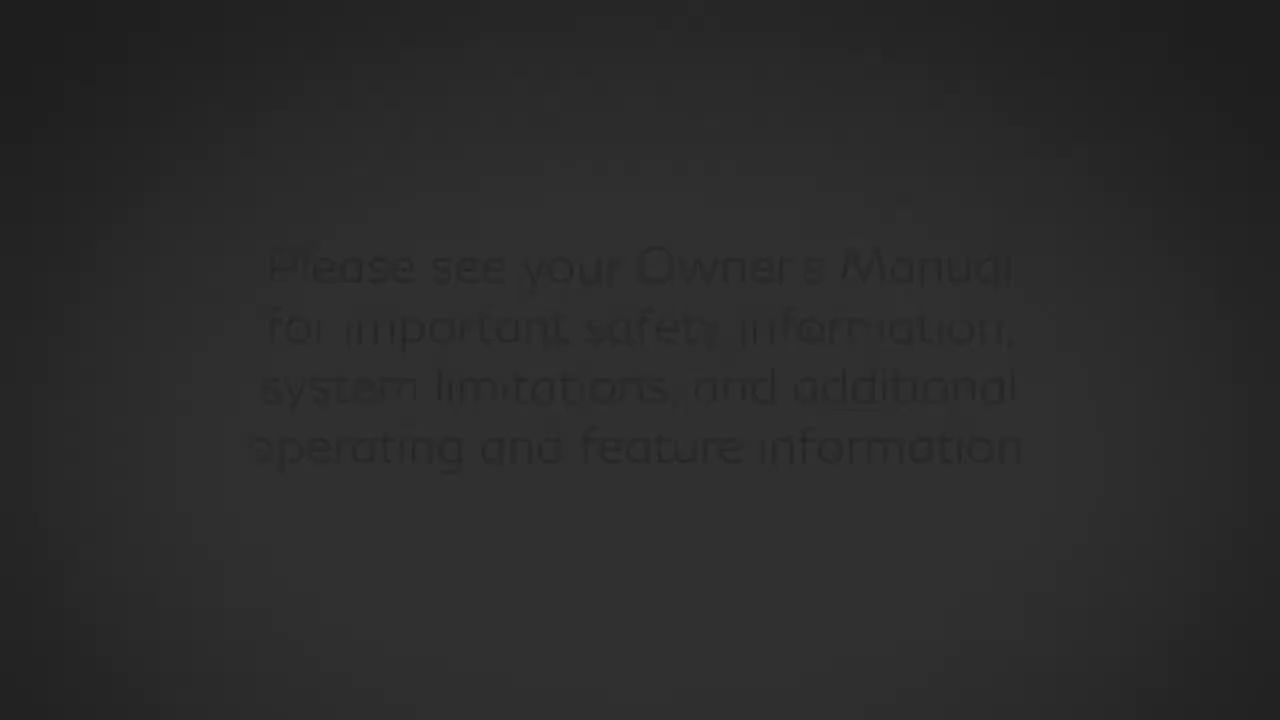 Please see your Owner's Manual
for important safety information,
system limitations, and additional
operating and feature information